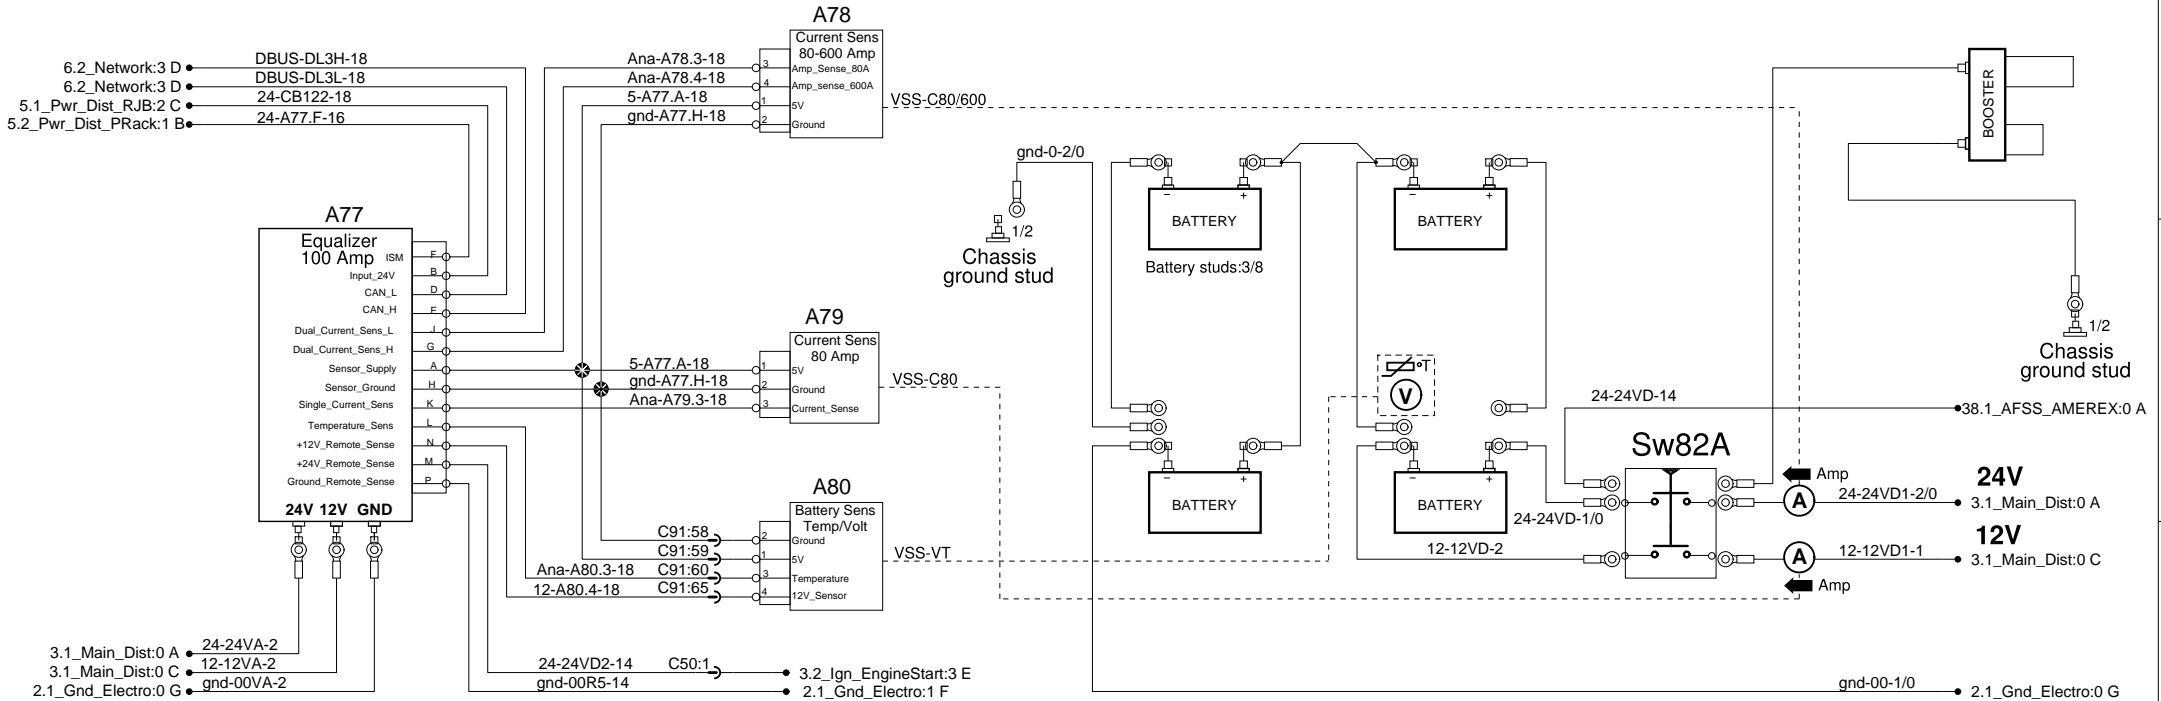 A78
Current Sens
80-600 Amp
3 Amp_Sense_80A
4 Amp_sense_600A
1 5V
2 Ground
6.2_Network:3 D
DBUS-DL3H-18
6.2_Network:3 D
DBUS-DL3L-18
5.1_Pwr_Dist_RJB:2 C
24-CB122-18
5.2_Pwr_Dist_PRack:1 B
24-A77.F-16
Ana-A78.3-18
Ana-A78.4-18
5-A77.A-18
gnd-A77.H-18
VSS-C80/600
BOOSTER
gnd-0-2/0
1/2
Chassis
ground stud
- +
BATTERY
- +
BATTERY
Battery studs:3/8
A77
Equalizer
100 Amp
ISM F
Input_24V B
CAN_L D
CAN_H E
Dual_Current_Sens_L J
Dual_Current_Sens_H G
Sensor_Supply A
Sensor_Ground H
Single_Current_Sens K
Temperature_Sens L
+12V_Remote_Sense N
+24V_Remote_Sense M
Ground_Remote_Sense P
24V 12V GND
A79
Current Sens
80 Amp
1 5V
2 Ground
3 Current_Sense
5-A77.A-18
gnd-A77.H-18
Ana-A79.3-18
VSS-C80
°T
V
1/2
Chassis
ground stud
24-24VD-14
38.1_AFSS_AMEREX:0 A
Sw82A
A80
Battery Sens
Temp/Volt
2 Ground
1 5V
3 Temperature
4 12V_Sensor
C91:58
C91:59
Ana-A80.3-18 C91:60
12-A80.4-18 C91:65
VSS-VT
- +
BATTERY
- +
BATTERY
24-24VD-1/0
12-12VD-2
Amp
A
24-24VD1-2/0
24V
3.1_Main_Dist:0 A
12V
A
12-12VD1-1
3.1_Main_Dist:0 C
Amp
3.1_Main_Dist:0 A
24-24VA-2
3.1_Main_Dist:0 C
12-12VA-2
2.1_Gnd_Electro:0 G
gnd-00VA-2
24-24VD2-14 C50:1
3.2_Ign_EngineStart:3 E
gnd-00R5-14
2.1_Gnd_Electro:1 F
gnd-00-1/0
2.1_Gnd_Electro:0 G